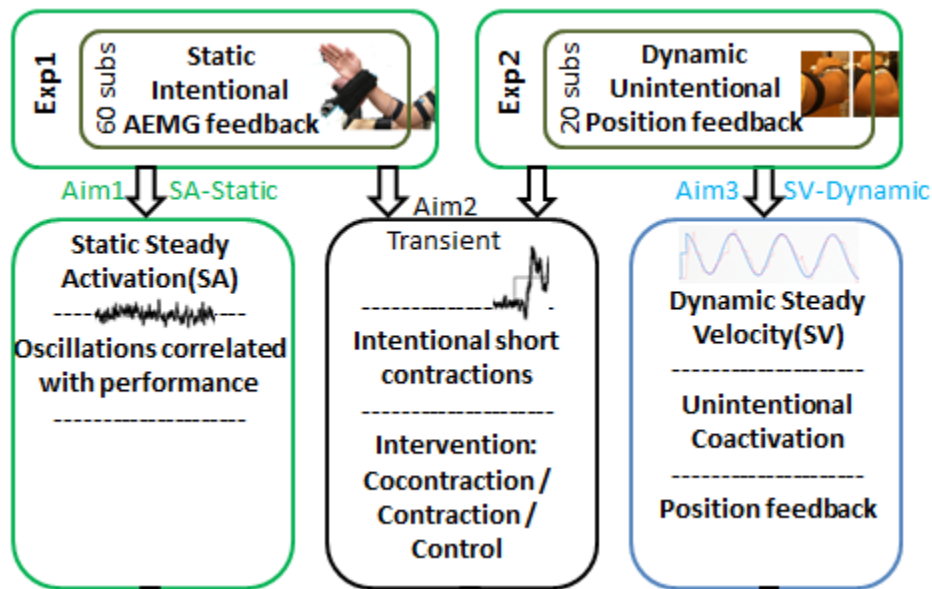 Exp1
60 subs
Static
Intentional
AEMG feedback
Exp2
20 subs
Dynamic
Unintentional
Position feedback
Aim1
SA-Static
Aim2
Aim3
SV-Dynamic
Static Steady
Activation(SA)
Oscillations correlated
with performance
Transient
Intentional short
contractions
Intervention:
Cocontraction /
Contraction /
Control
Dynamic Steady
Velocity(SV)
Unintentional
Coactivation
Position feedback